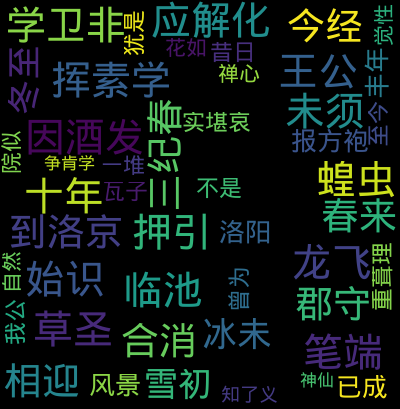 学卫非
犹是
应解化
今经
觉性
花如
昔日
冬至
挥素学
禅心
王公
丰年
未须
至今
因酒发
春
实堪哀
报方袍
院似
争肯学
一堆
三纪
蝗虫
十年
瓦子
不是
春来
到洛京
押引
洛阳
自然
始识
龙飞
重葺理
临池
曾为
郡守
我公
草圣
合消
冰未
笔端
相迎
风景
雪初
知了义
神仙
已成